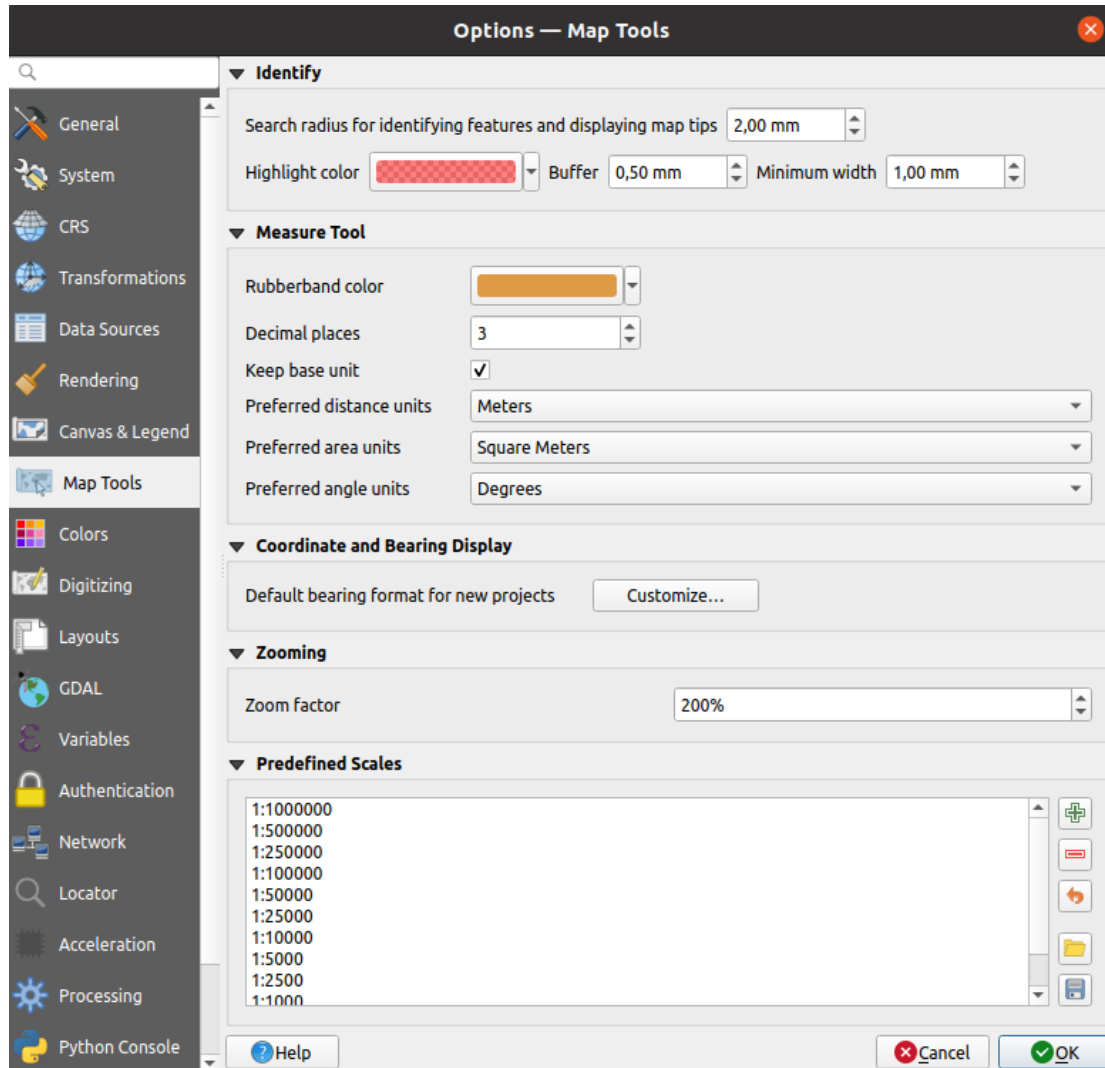 Options — Map Tools
General
System
CRS
Transformations
Data Sources
Rendering
Canvas & Legend
Map Tools
Colors
Digitizing
Layouts
GDAL
Variables
Authentication
Network
Locator
Acceleration
Processing
Python Console
Identify
Search radius for identifying features and displaying map tips 2,00 mm
Highlight color Buffer 0,50 mm Minimum width 1,00 mm
Measure Tool
Rubberband color
Decimal places 3
Keep base unit
Preferred distance units Meters
Preferred area units Square Meters
Preferred angle units Degrees
Coordinate and Bearing Display
Default bearing format for new projects Customize...
Zooming
Zoom factor 200%
Predefined Scales
1:1000000
1:500000
1:250000
1:100000
1:50000
1:25000
1:10000
1:5000
1:2500
1:1000
Help Cancel OK